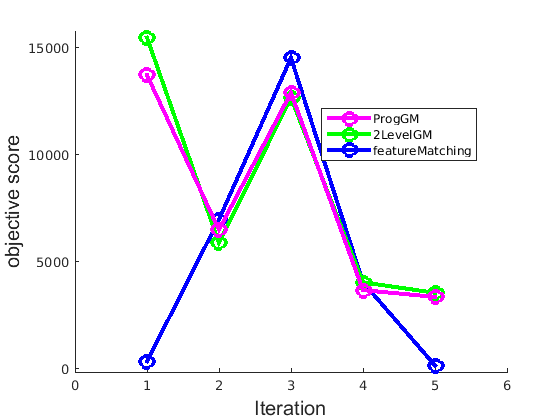 15000
10000
5000
0
objective score
ProgGM
2LevelGM
featureMatching
0 1 2 3 4 5 6
Iteration